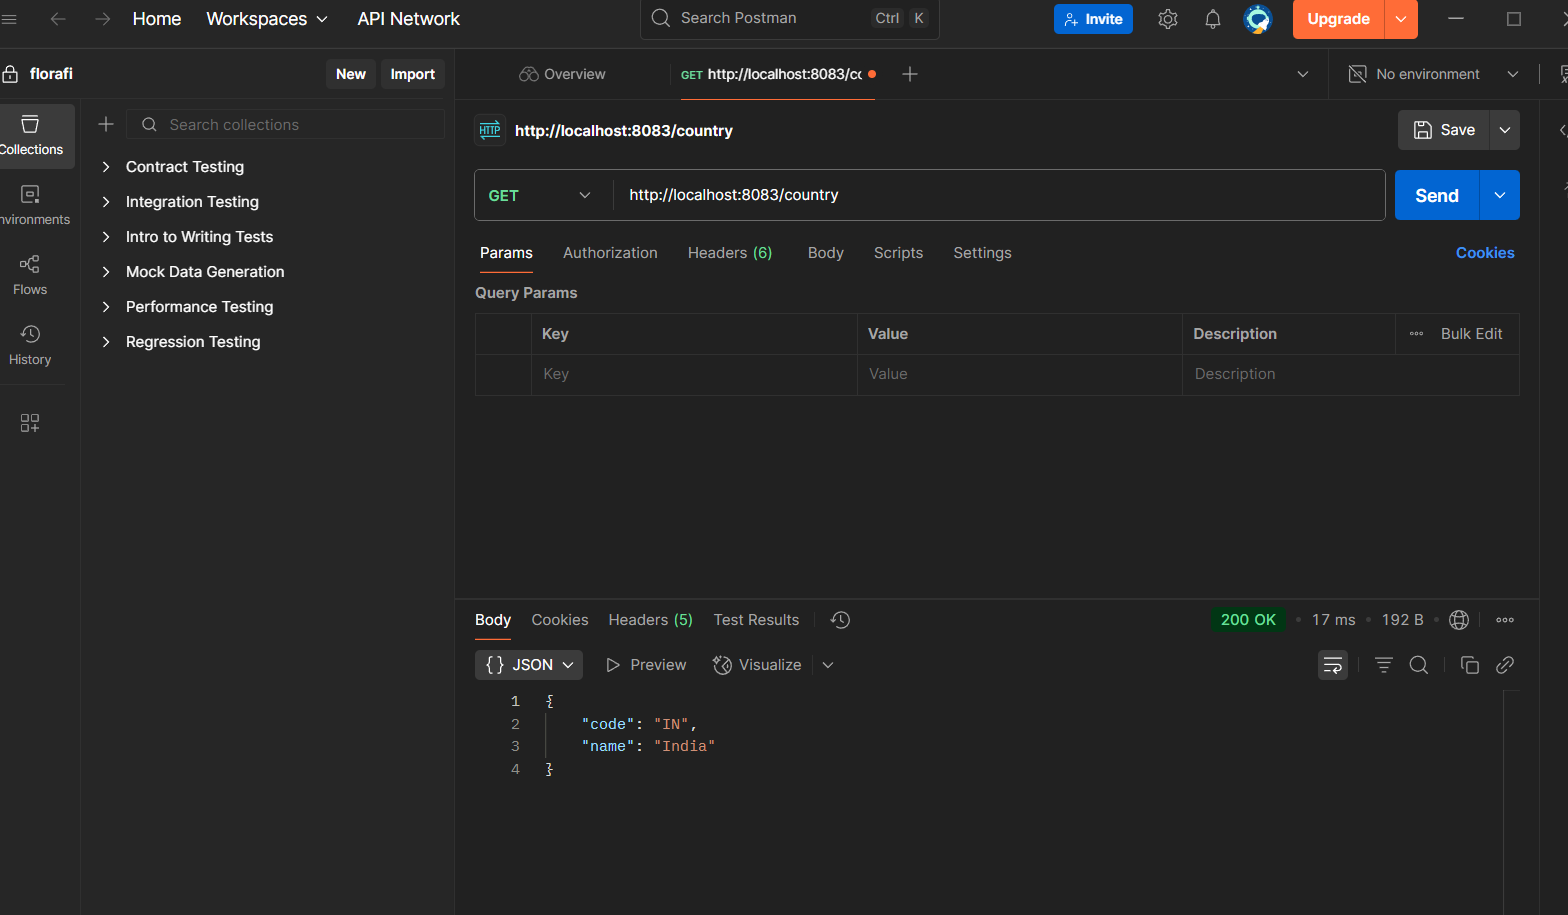 Home Workspaces API Network Search Postman Ctrl K Invite Upgrade
florafi New Import Overview GET http://localhost:8083/cc No environment
HTTP http://localhost:8083/country Save
Collections
Search collections
Contract Testing
Integration Testing
Intro to Writing Tests
Mock Data Generation
Performance Testing
Regression Testing
nvironments
Flows
History
GET http://localhost:8083/country Send
Params Authorization Headers (6) Body Scripts Settings Cookies
Query Params
Key Value Description Bulk Edit
Key Value Description
Body Cookies Headers (5) Test Results 200 OK • 17 ms • 192 B •
{} JSON Preview Visualize
1 {
2 "code": "IN",
3 "name": "India"
4 }